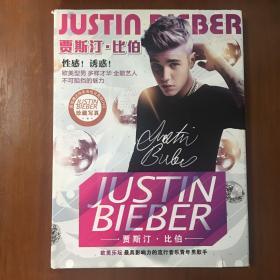 JUSTIN BIEBER
贾斯汀·比伯
性感！诱惑！
欧美型男 多样才华 全能艺人
不可抵挡的魅力
JUSTIN
BIEBER
珍藏写真
Justin
Bieber
JUSTIN
BIEBER
贾斯汀·比伯
欧美乐坛 最具影响力的流行音乐青年男歌手